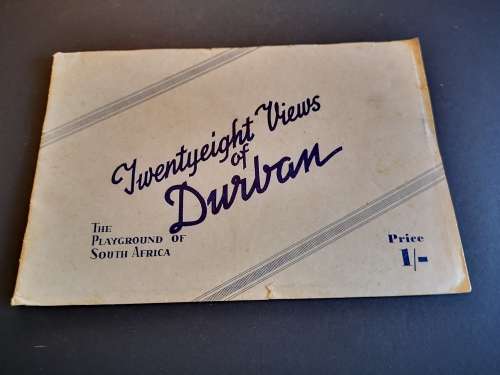 Twentyeight Views
of
Durban
THE
PLAYGROUND OF
SOUTH AFRICA
Price
1/-